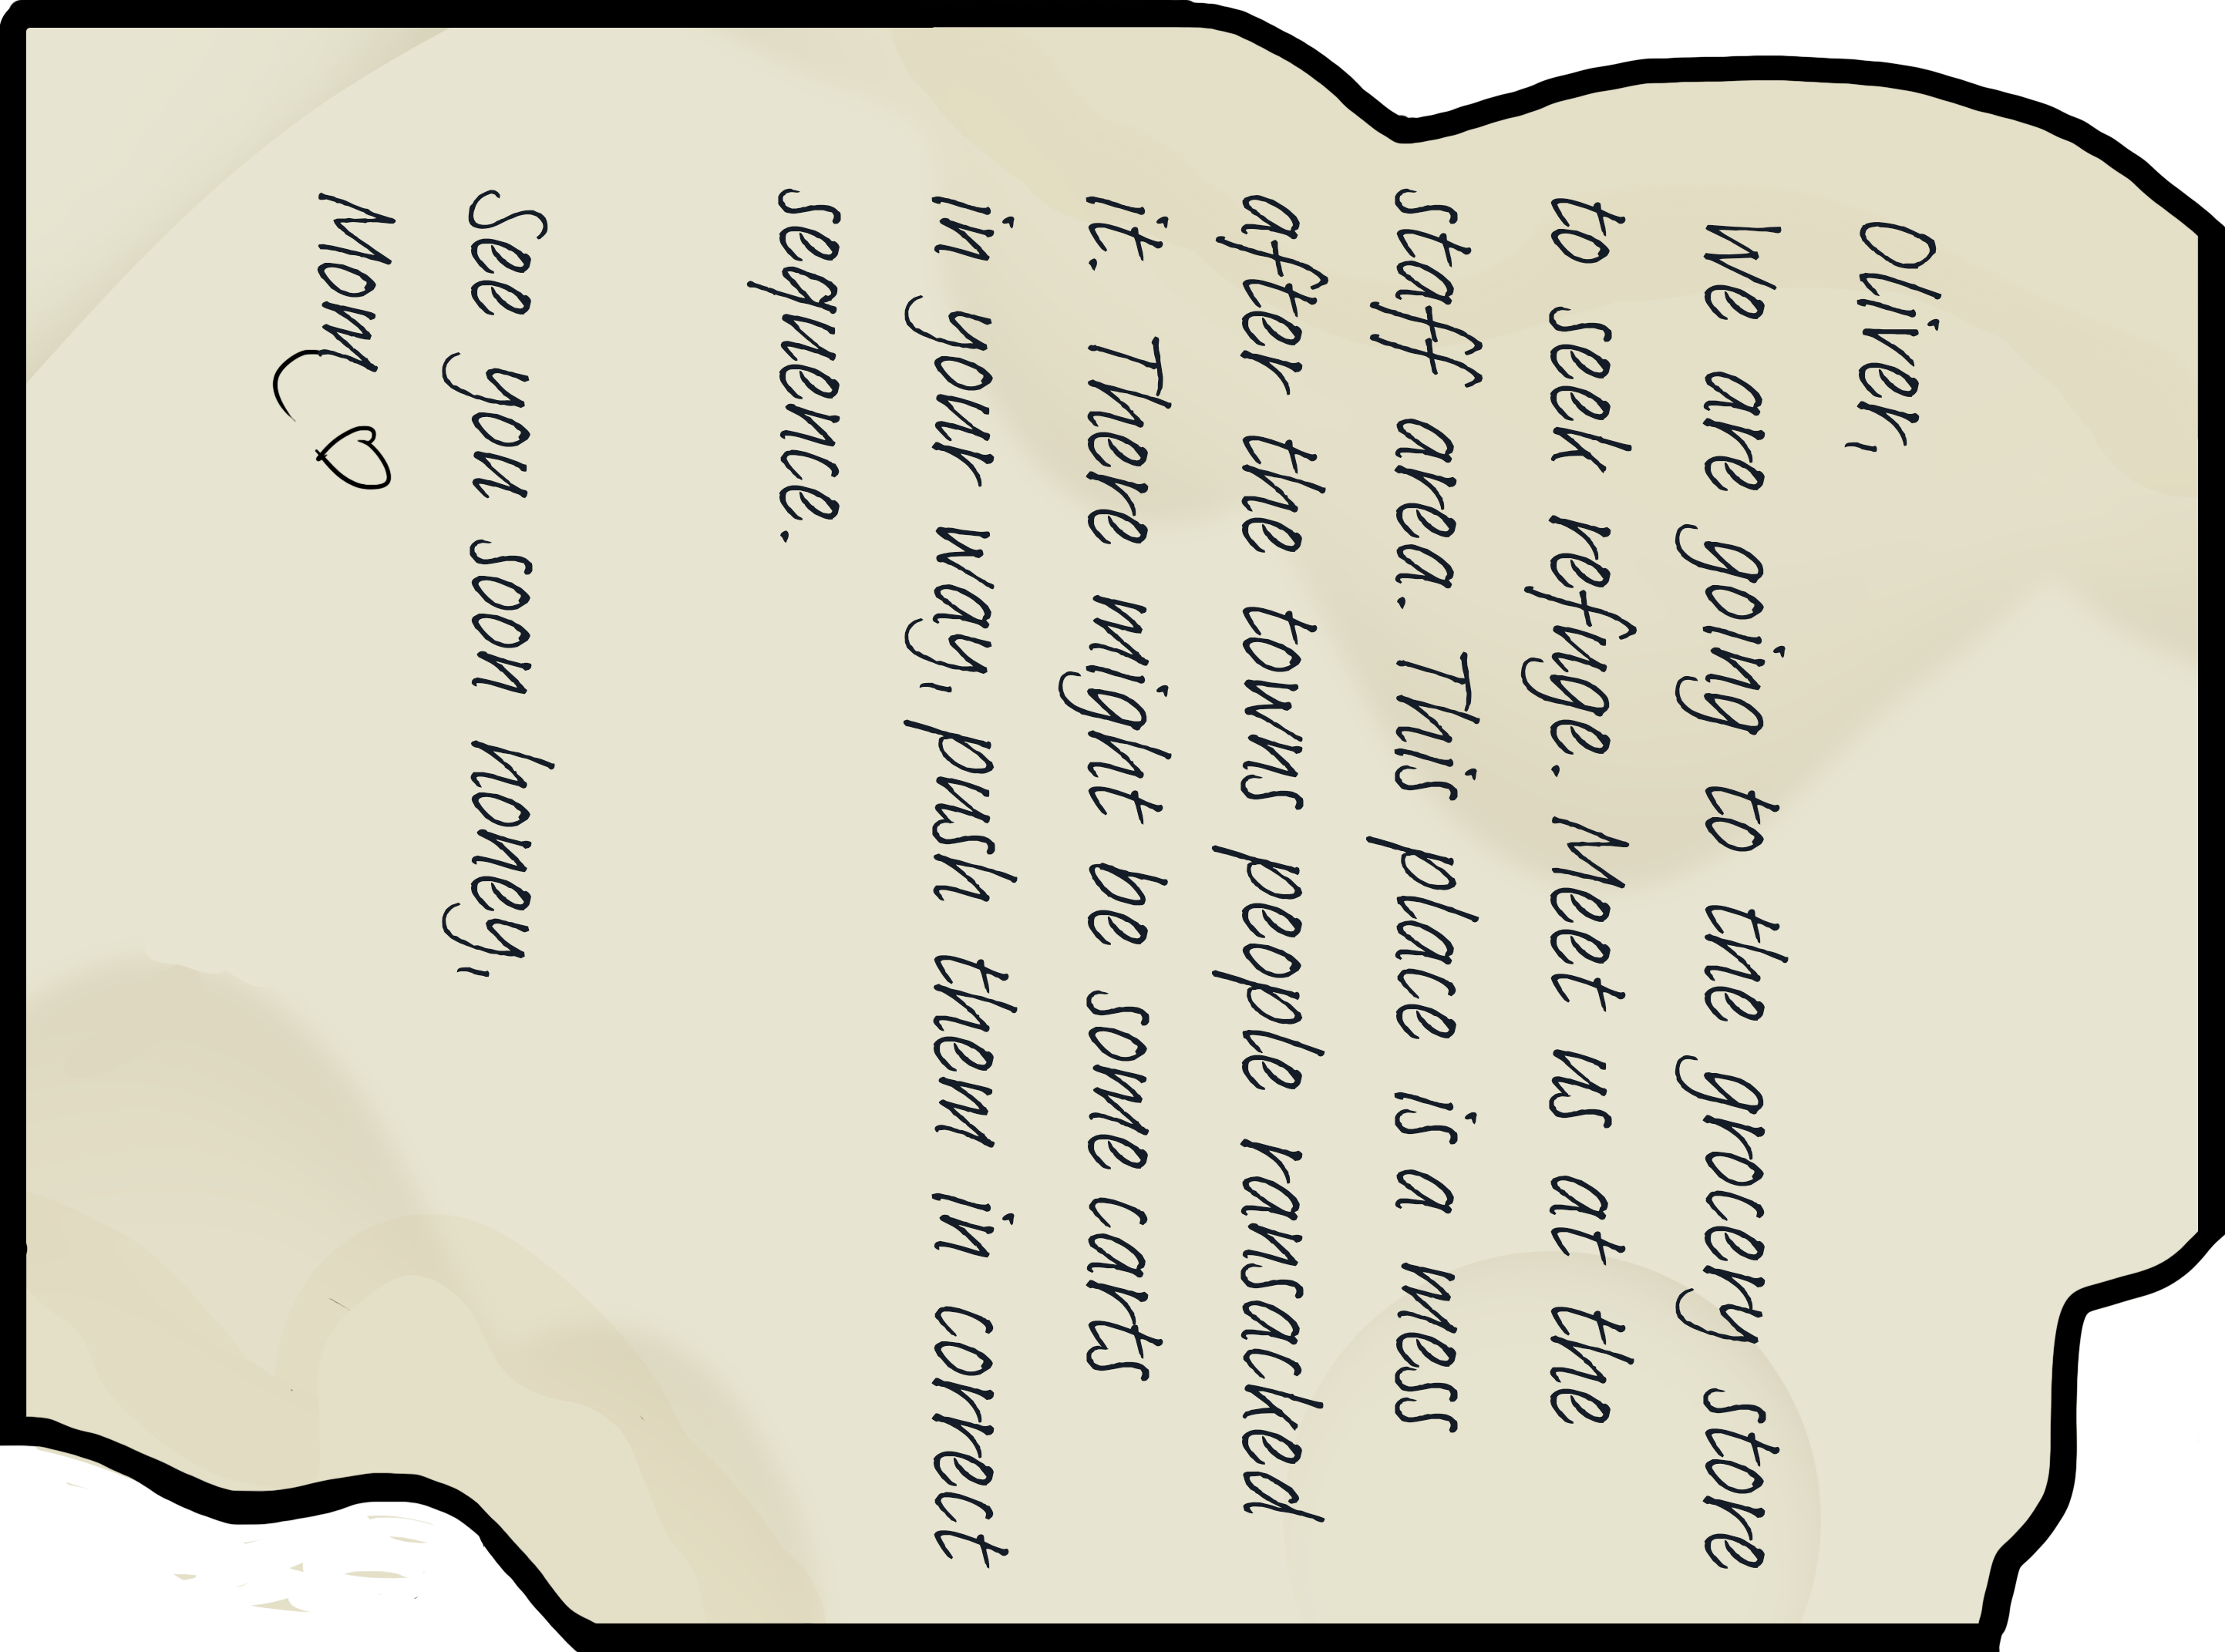 Oliver,
We are going to the grocery store
to seek refuge. Meet us at the
staff area. This place is a mess
after the towns people ransacked
it. There might be some carts
in your way, push them in correct
sequence.
See you soon honey,
Mom ♡